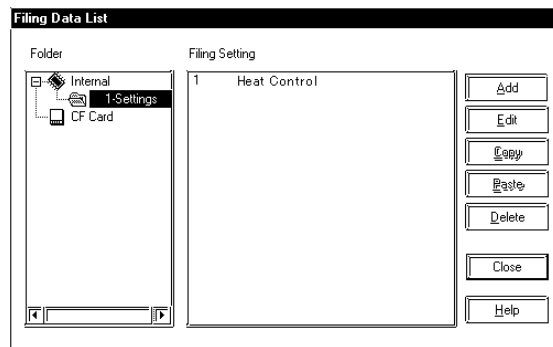 Filing Data List
Folder
Filing Setting
Internal
1-Settings
CF Card
1 Heat Control
Add
Edit
Copy
Paste
Delete
Close
Help